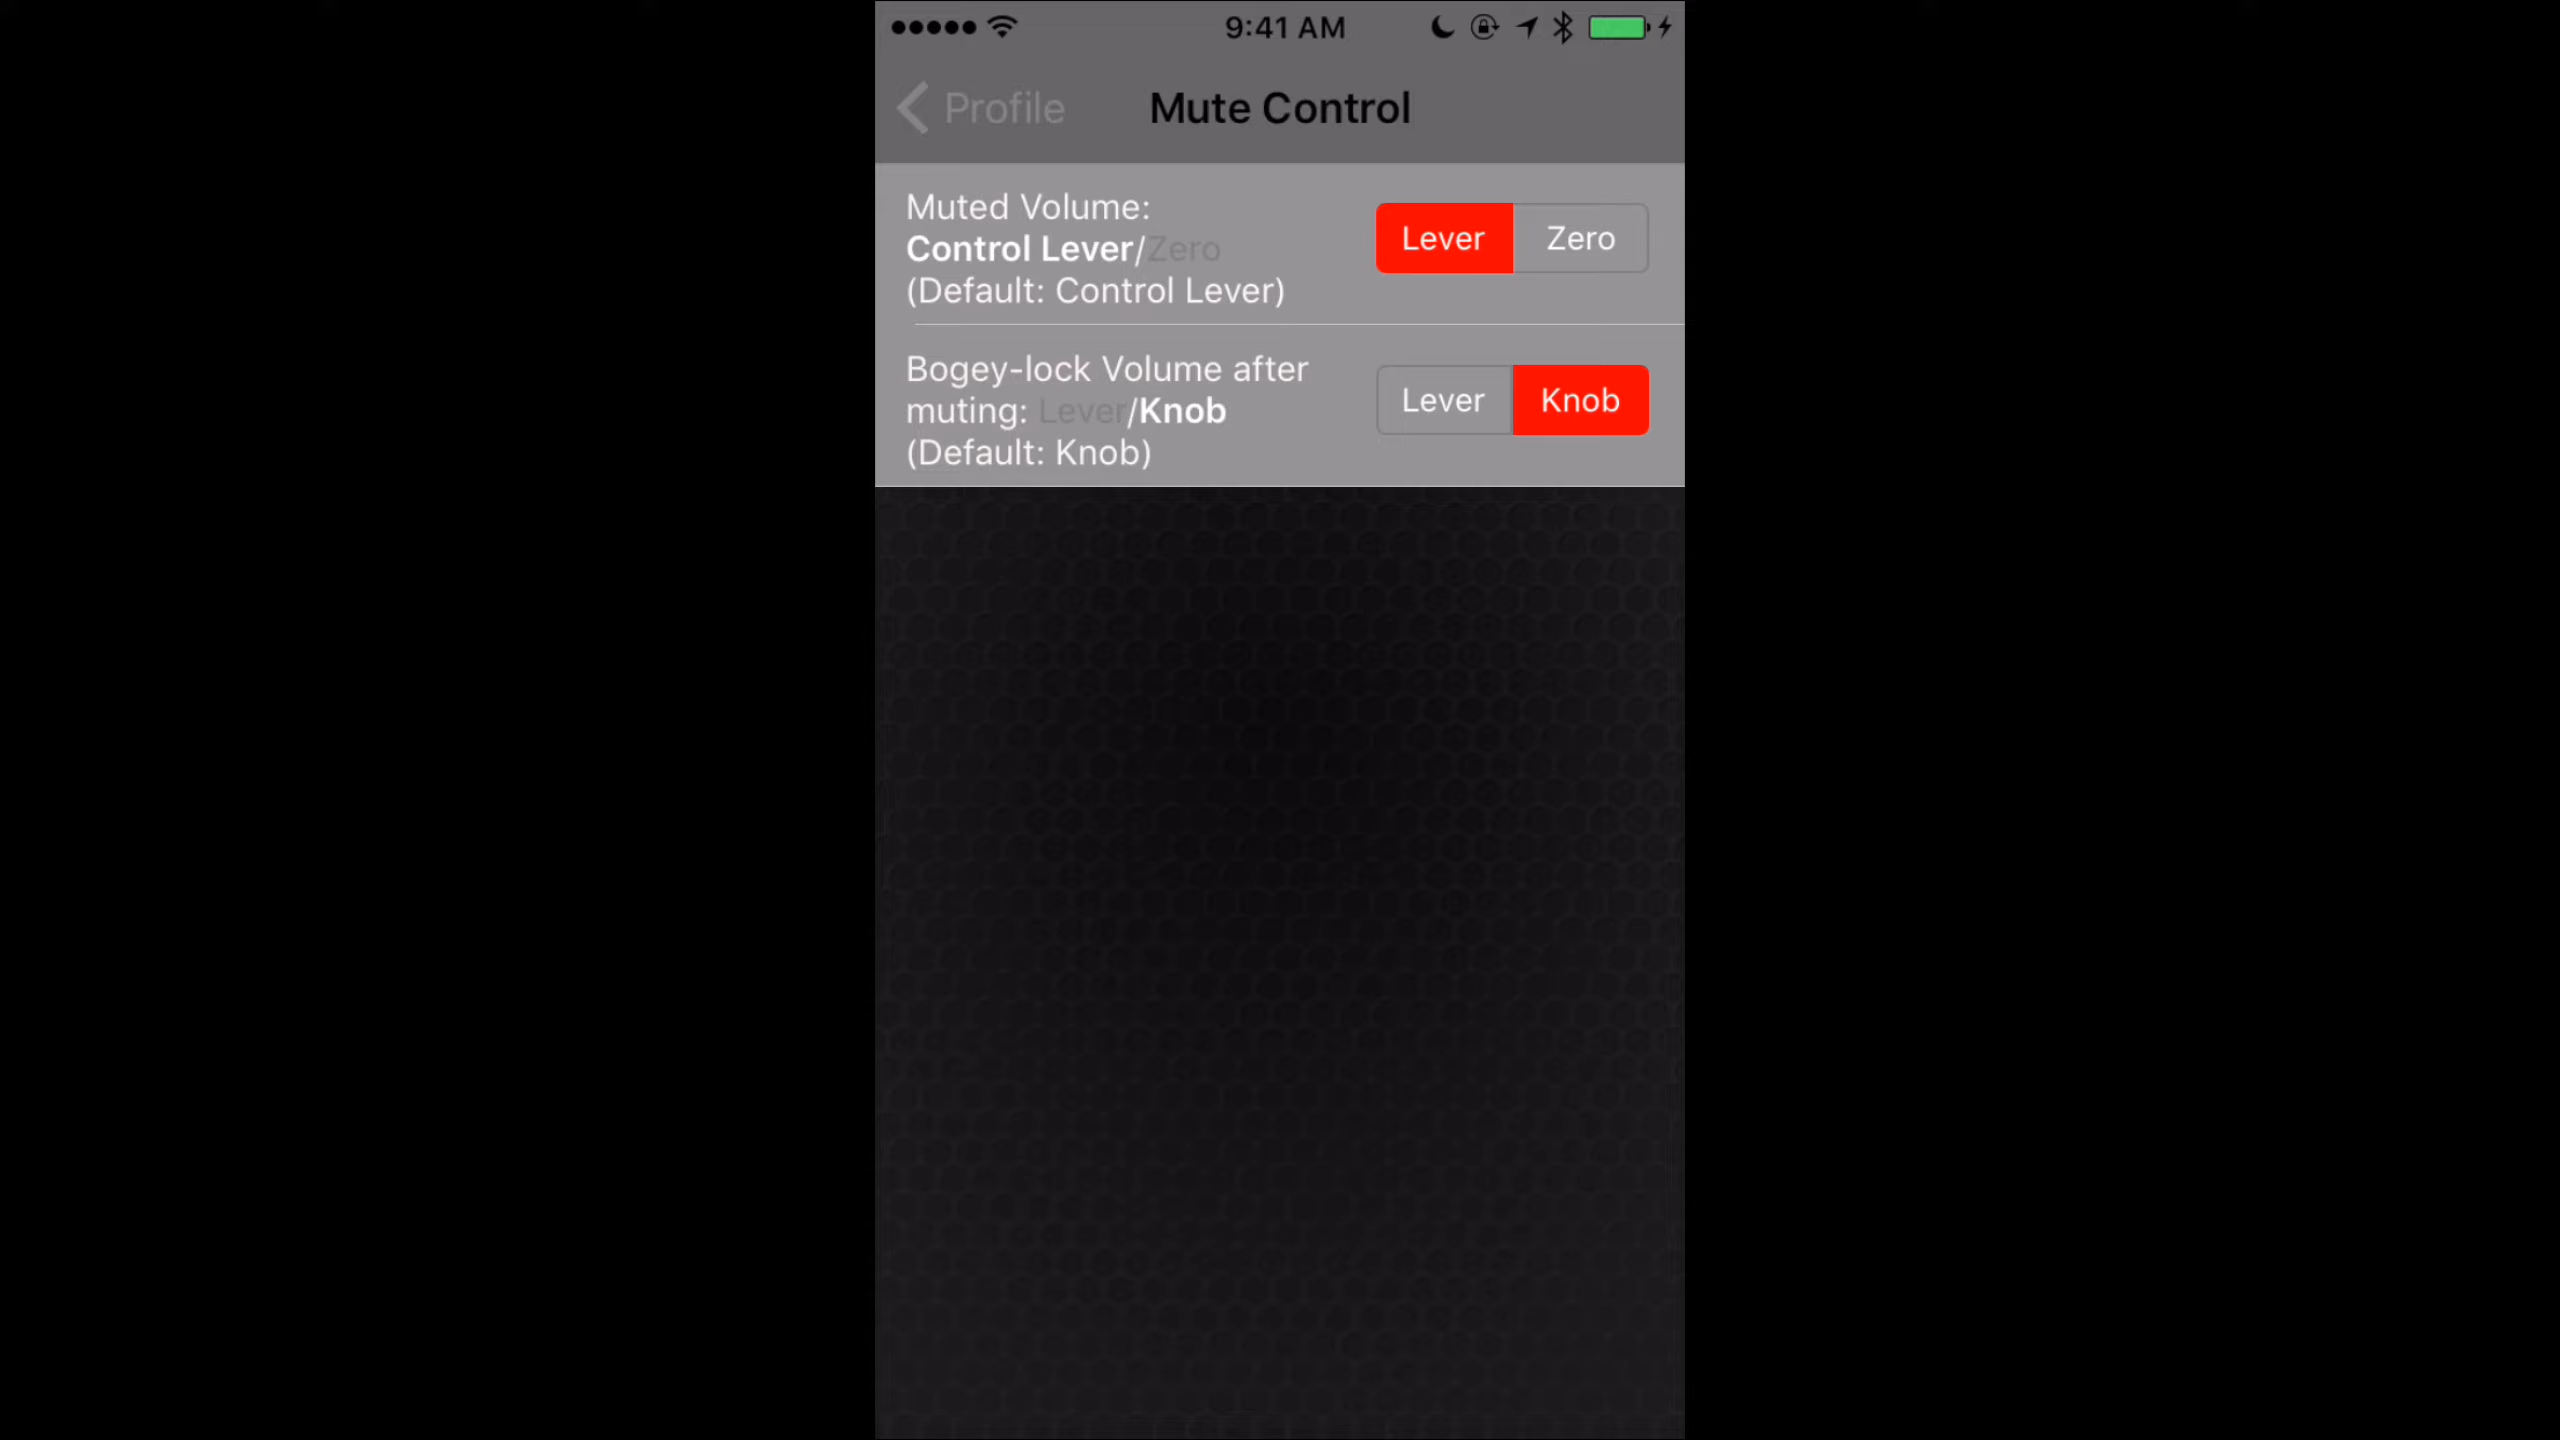 9:41 AM
Profile
Mute Control
Muted Volume:
Control Lever/Zero
(Default: Control Lever)
Lever
Zero
Bogey-lock Volume after
muting: Lever/Knob
(Default: Knob)
Lever
Knob